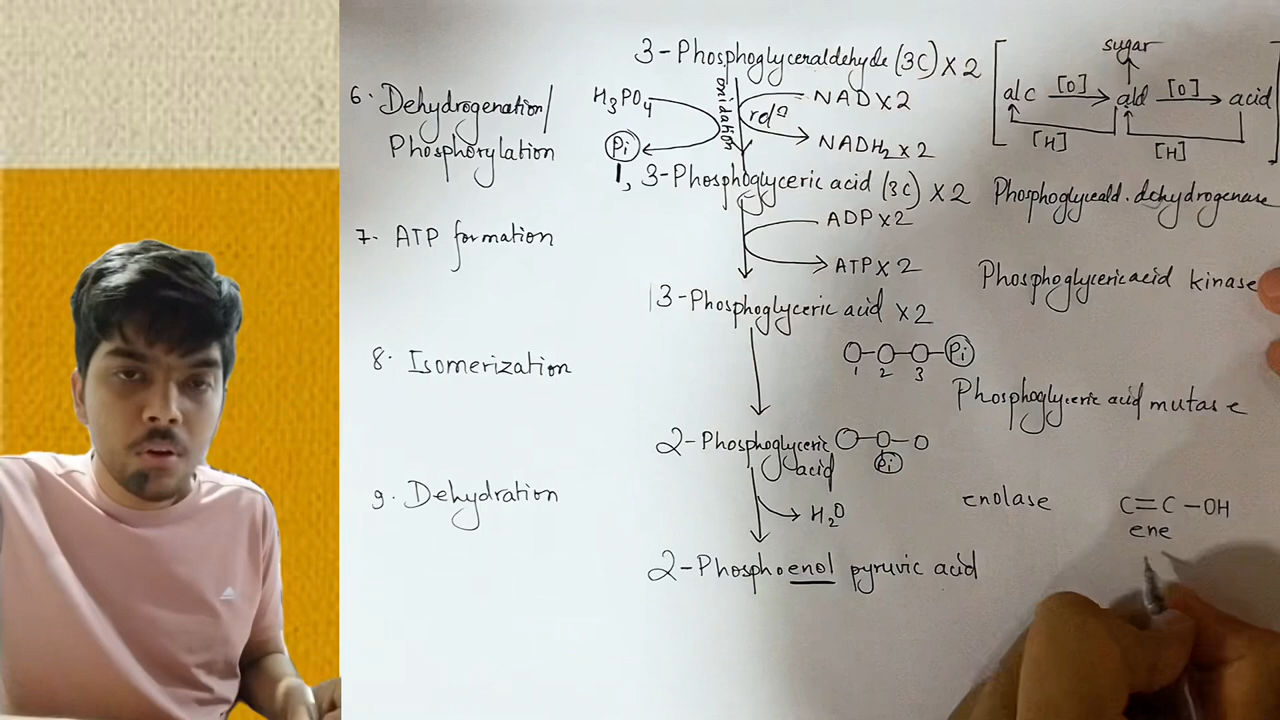 3-Phosphoglyceraldehyde (3C) X 2
6. Dehydrogenation/
Phosphorylation
H₃PO₄
Pi
oxidation
NAD X 2
redⁿ
NADH₂ X 2
sugar
alc [O] ald [O] acid
[H] [H]
1, 3-Phosphoglyceric acid (3C) X 2
Phosphoglyceald. dehydrogenase
7. ATP formation
ADP X 2
ATP X 2
Phosphoglyceric acid kinase
3-Phosphoglyceric acid X 2
O-O-O-Pi
1 2 3
8. Isomerization
Phosphoglyceric acid mutase
2-Phosphoglyceric
acid
O-O-O
Pi
9. Dehydration
H₂O
enolase
C=C-OH
ene
2-Phosphoenol pyruvic acid